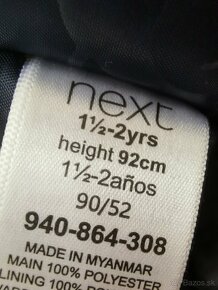 next
1½-2yrs
height 92cm
1½-2años
90/52
940-864-308
MADE IN MYANMAR
MAIN 100% POLYESTER
LINING 100% POLYEST